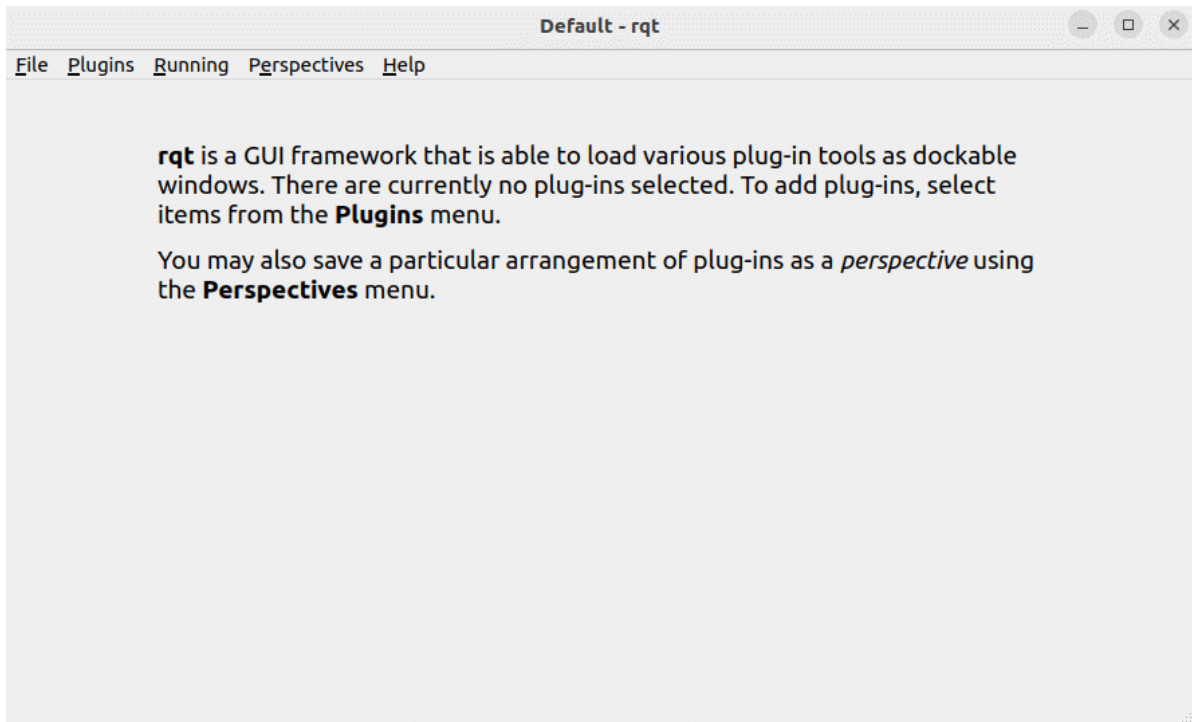 Default - rqt
File Plugins Running Perspectives Help
rqt is a GUI framework that is able to load various plug-in tools as dockable
windows. There are currently no plug-ins selected. To add plug-ins, select
items from the Plugins menu.
You may also save a particular arrangement of plug-ins as a perspective using
the Perspectives menu.